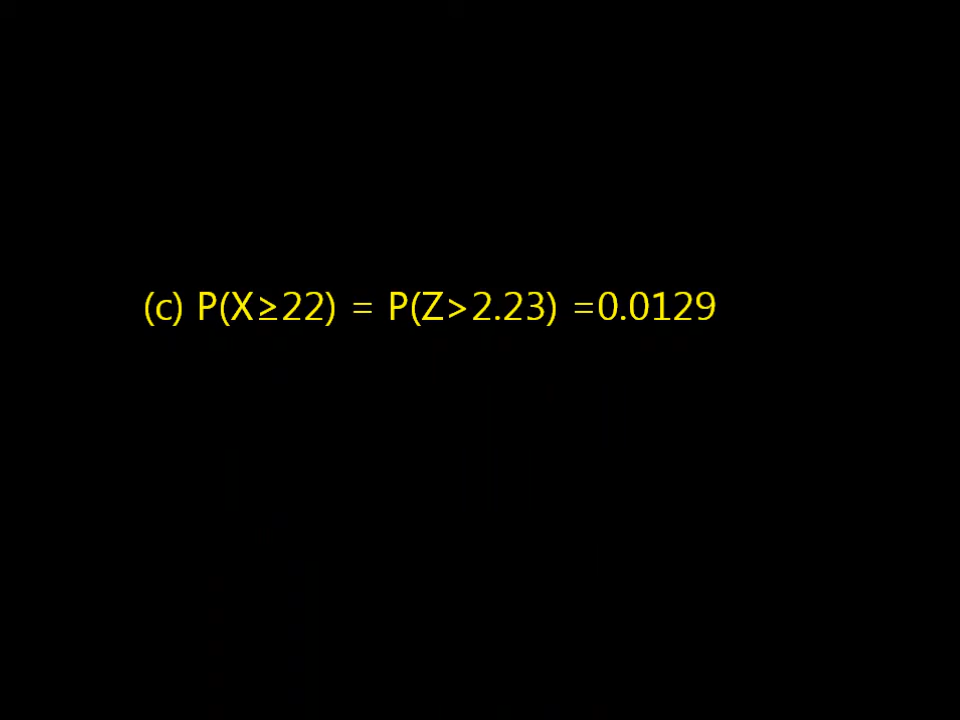 (c) P(X≥22) = P(Z>2.23) =0.0129